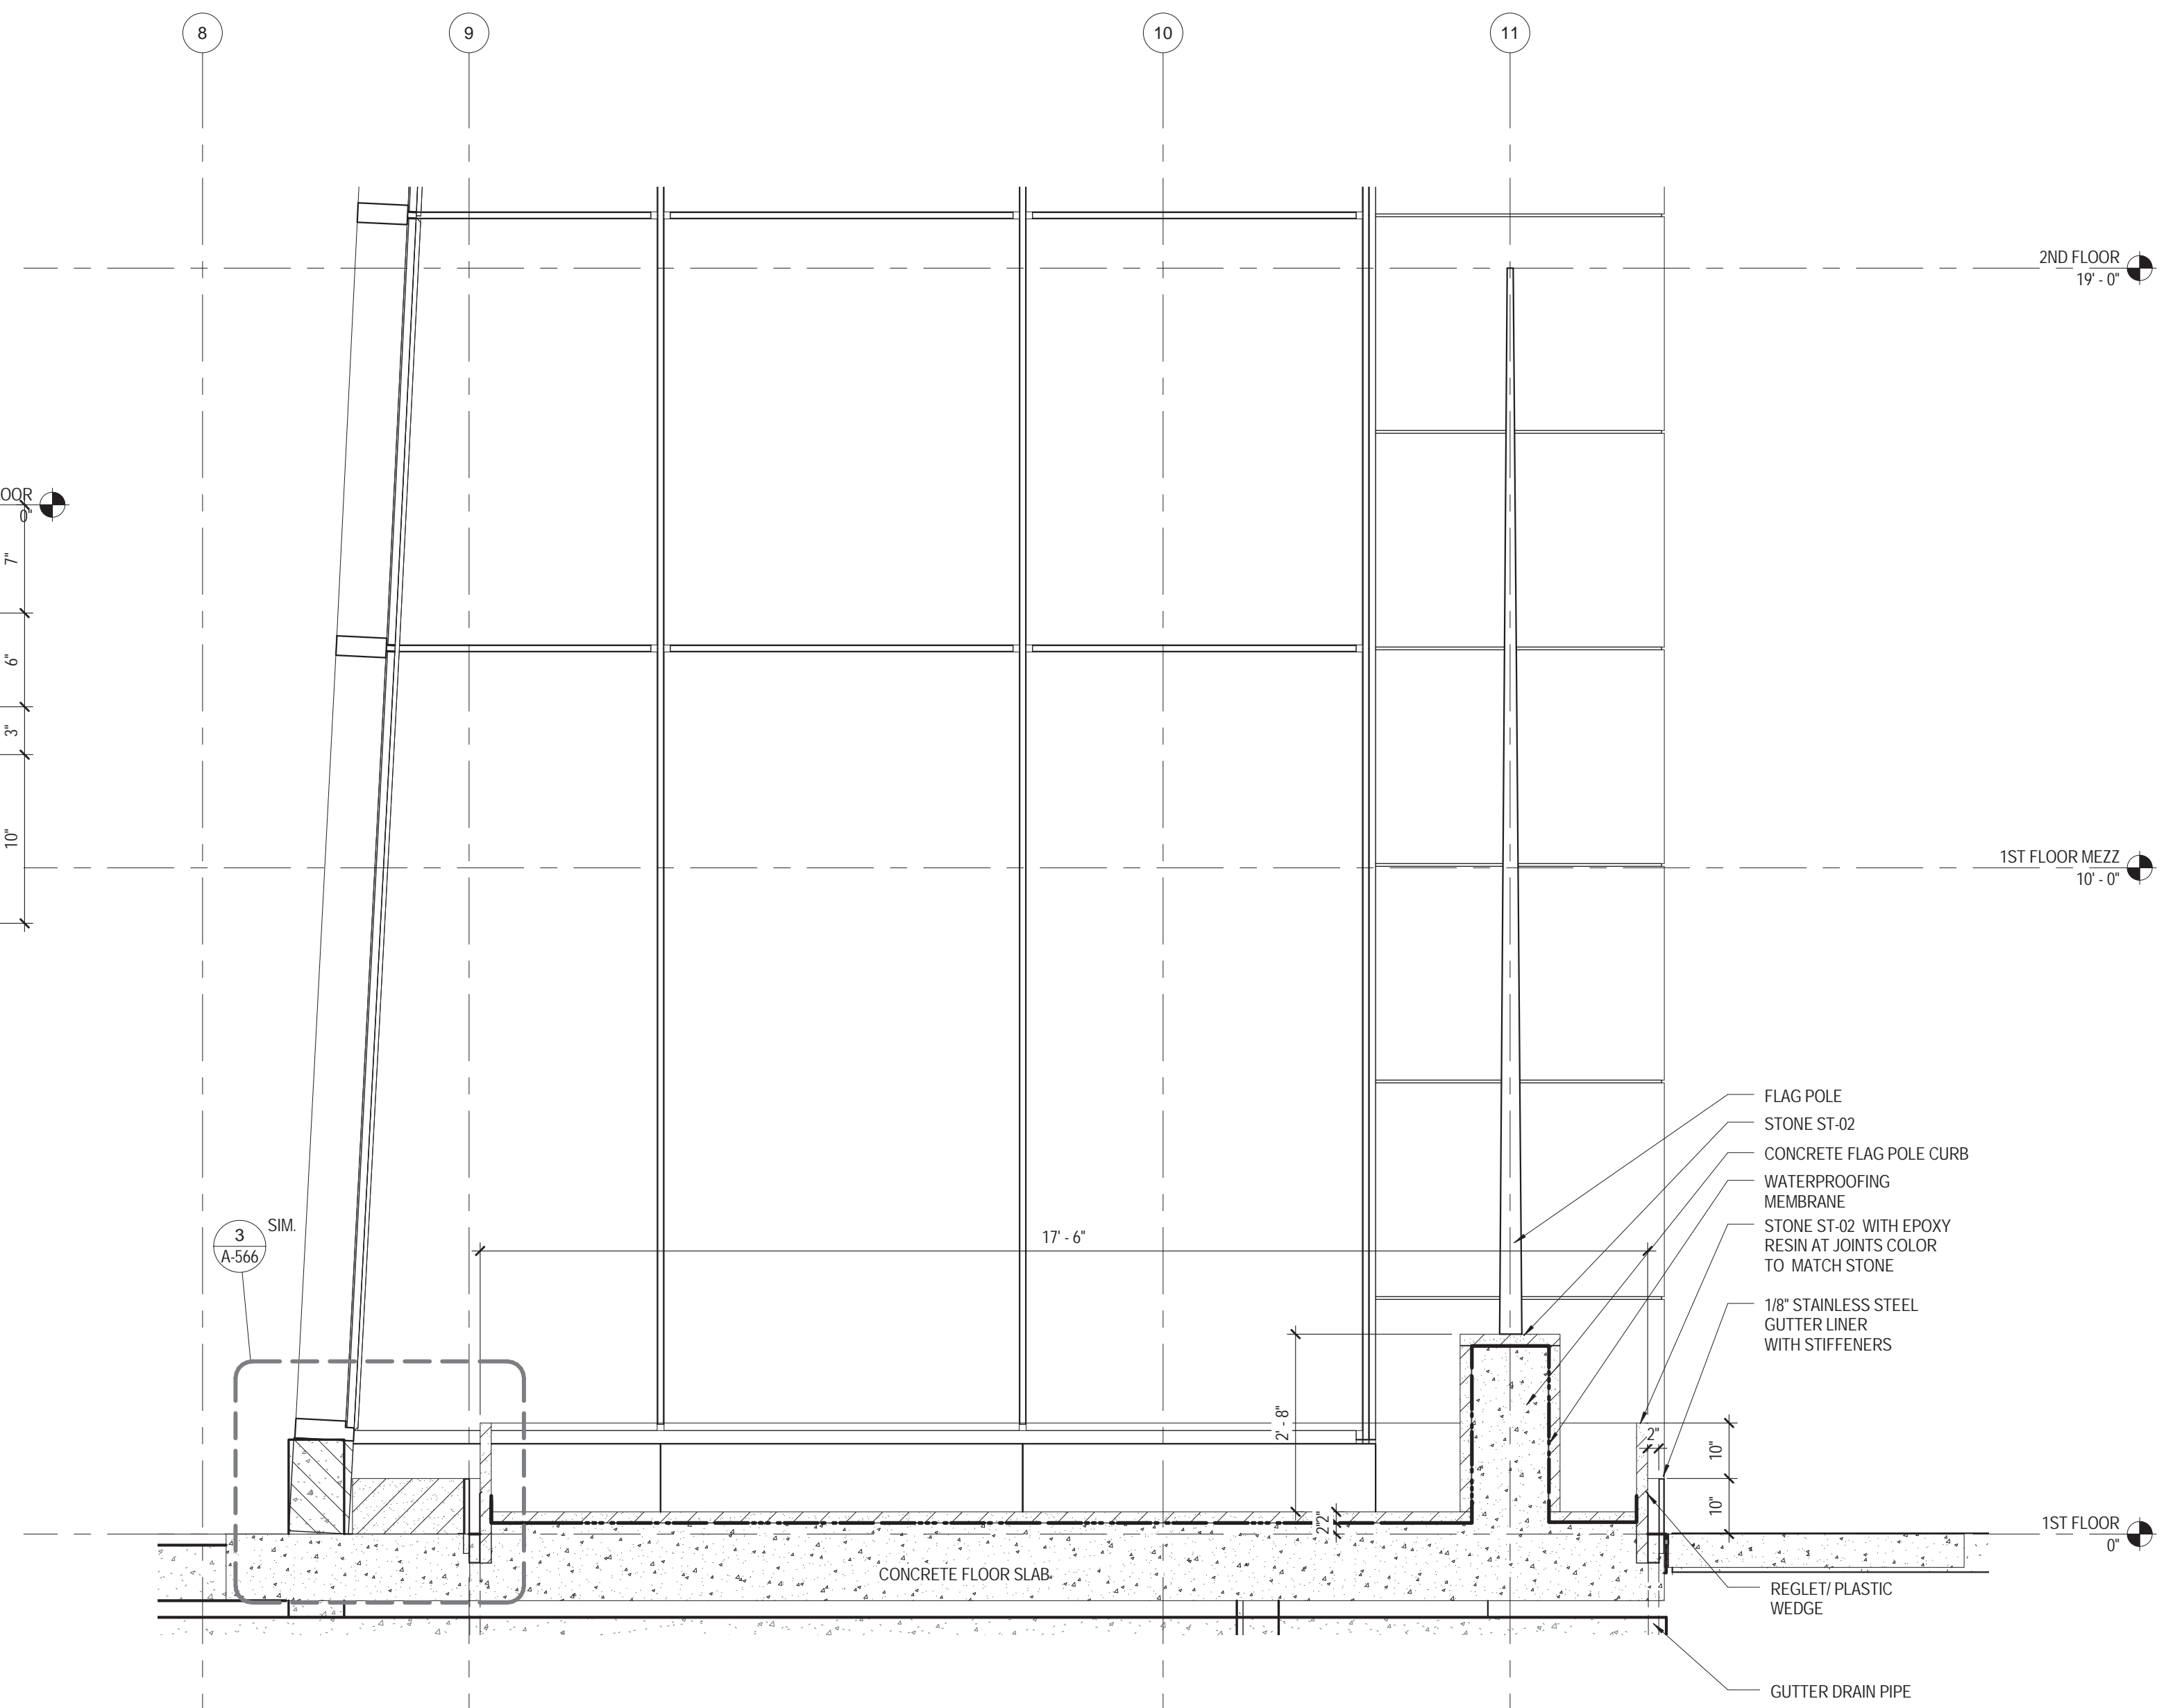 8
9
10
11
2ND FLOOR
19' - 0"
OOR
0"
7"
6"
3"
10"
1ST FLOOR MEZZ
10' - 0"
FLAG POLE
STONE ST-02
CONCRETE FLAG POLE CURB
WATERPROOFING
MEMBRANE
STONE ST-02 WITH EPOXY
RESIN AT JOINTS COLOR
TO MATCH STONE
1/8" STAINLESS STEEL
GUTTER LINER
WITH STIFFENERS
3
A-566
SIM.
17' - 6"
2' - 8"
2"
10"
10"
2"
2"
1ST FLOOR
0"
CONCRETE FLOOR SLAB
REGLET/ PLASTIC
WEDGE
GUTTER DRAIN PIPE